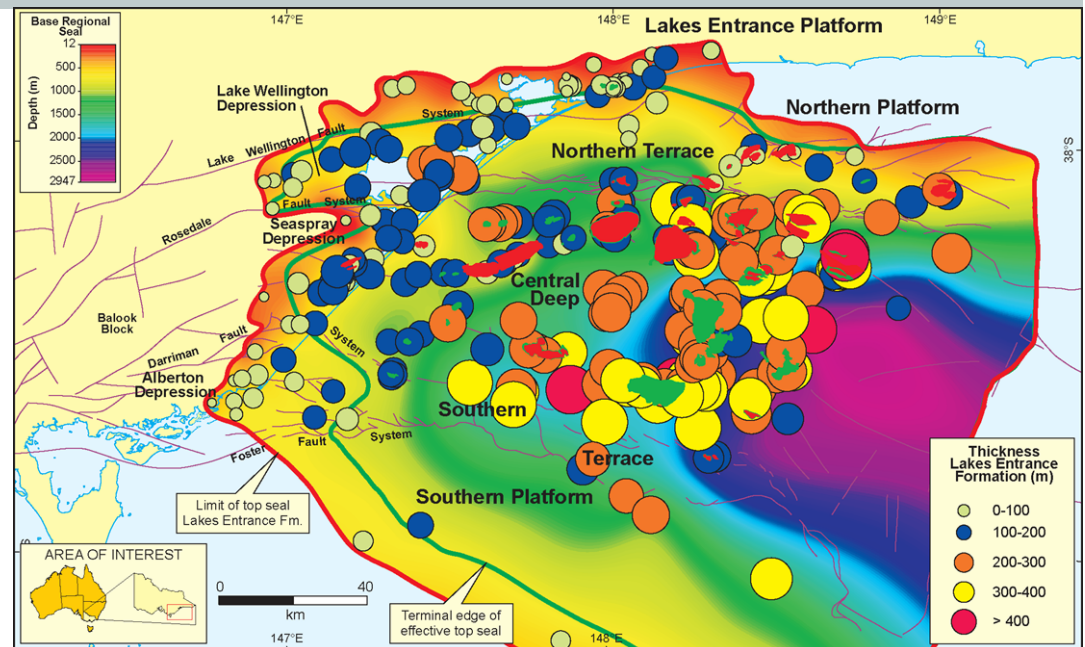 147°E
148°E
149°E
Base Regional
Seal
Depth (m)
12
500
1000
1500
2000
2500
2947
Lakes Entrance Platform
Lake Wellington
Depression
Lake Wellington Fault System
Northern Platform
38°S
Northern Terrace
Fault System
Rosedale
Seaspray
Depression
Central
Deep
Balook
Block
Darriman Fault System
Alberton
Depression
Southern
Terrace
Foster Fault System
Southern Platform
Limit of top seal
Lakes Entrance Fm.
Terminal edge of
effective top seal
AREA OF INTEREST
0 40
km
147°E
148°E
Thickness
Lakes Entrance
Formation (m)
0-100
100-200
200-300
300-400
> 400